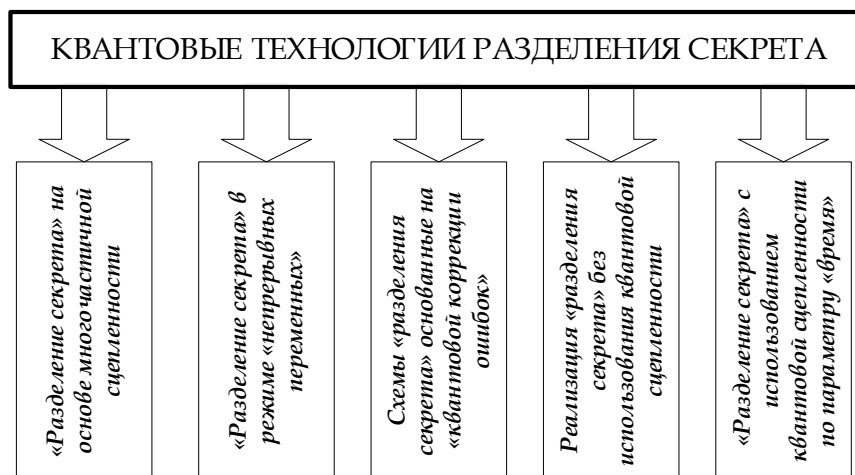 КВАНТОВЫЕ ТЕХНОЛОГИИ РАЗДЕЛЕНИЯ СЕКРЕТА
«Разделение секрета» на
основе многочастичной
сцепленности
«Разделение секрета» в
режиме «непрерывных
переменных»
Схемы «разделения
секрета» основанные на
«квантовой коррекции
ошибок»
Реализация «разделения
секрета» без
использования квантовой
сцепленности
«Разделение секрета» с
использованием
квантовой сцепленности
по параметру «время»